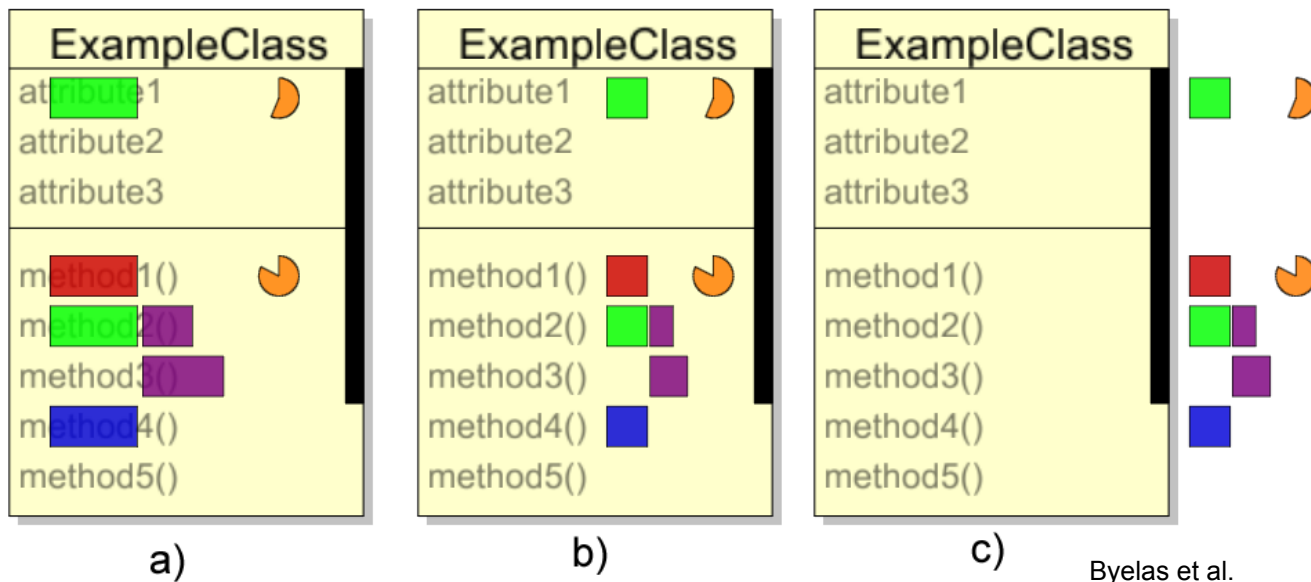 ExampleClass
attribute1
attribute2
attribute3
method1()
method2()
method3()
method4()
method5()
a)
ExampleClass
attribute1
attribute2
attribute3
method1()
method2()
method3()
method4()
method5()
b)
ExampleClass
attribute1
attribute2
attribute3
method1()
method2()
method3()
method4()
method5()
c)
Byelas et al.